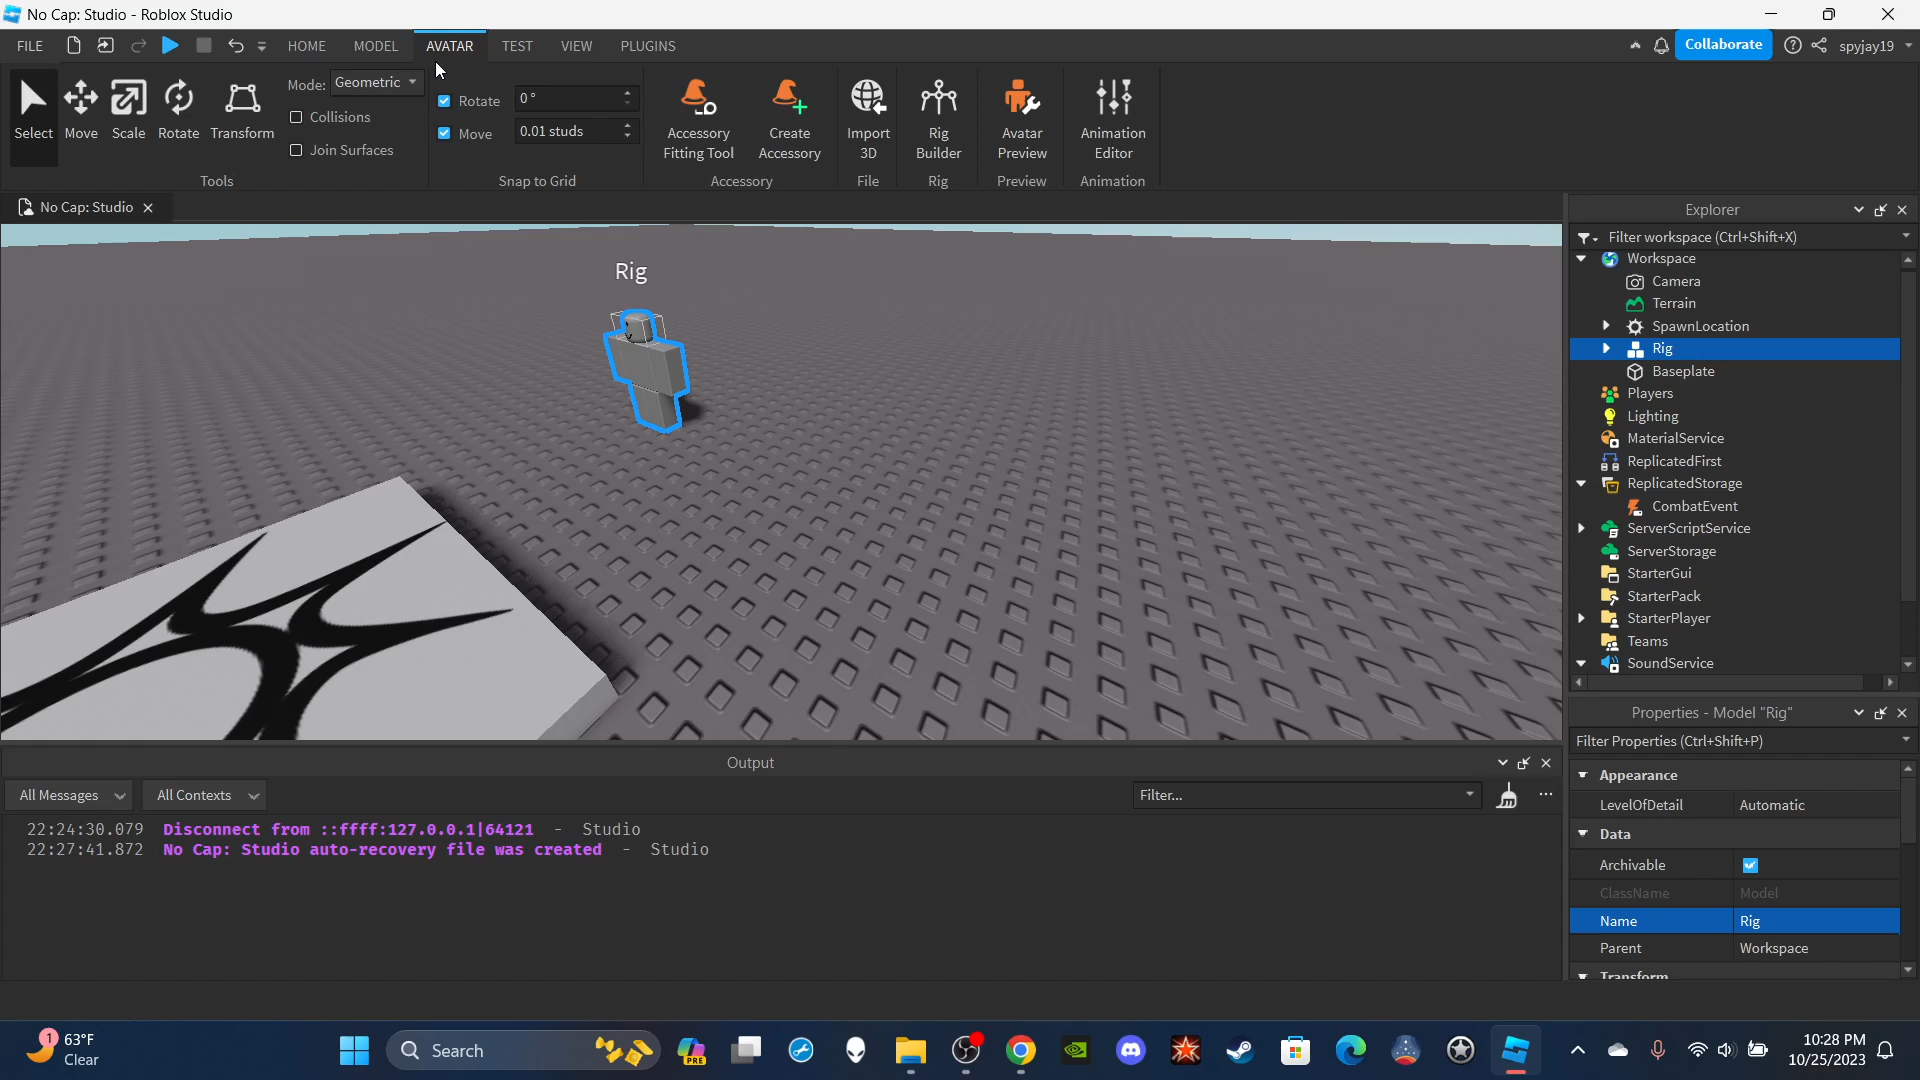 No Cap: Studio - Roblox Studio
FILE
HOME
MODEL
AVATAR
TEST
VIEW
PLUGINS
Collaborate
spyjay19
Select
Move
Scale
Rotate
Transform
Mode: Geometric
Collisions
Join Surfaces
Tools
Rotate 0 °
Move 0.01 studs
Snap to Grid
Accessory
Fitting Tool
Create
Accessory
Accessory
Import
3D
File
Rig
Builder
Rig
Avatar
Preview
Preview
Animation
Editor
Animation
No Cap: Studio
Rig
Explorer
Filter workspace (Ctrl+Shift+X)
Workspace
Camera
Terrain
SpawnLocation
Rig
Baseplate
Players
Lighting
MaterialService
ReplicatedFirst
ReplicatedStorage
CombatEvent
ServerScriptService
ServerStorage
StarterGui
StarterPack
StarterPlayer
Teams
SoundService
Properties - Model "Rig"
Filter Properties (Ctrl+Shift+P)
Appearance
LevelOfDetail Automatic
Data
Archivable
ClassName Model
Name Rig
Parent Workspace
Transform
Output
All Messages
All Contexts
Filter...
22:24:30.079 Disconnect from ::ffff:127.0.0.1|64121 - Studio
22:27:41.872 No Cap: Studio auto-recovery file was created - Studio
1
63°F
Clear
Search
PRE
10:28 PM
10/25/2023